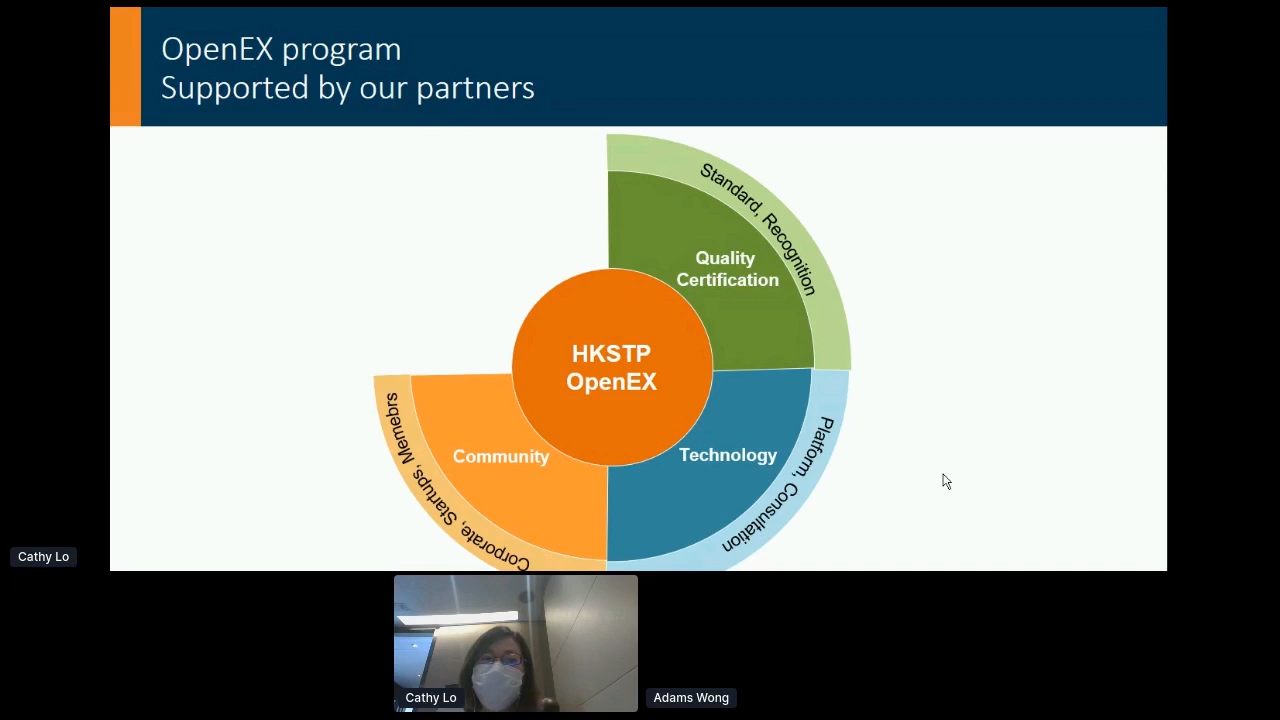 OpenEX program
Supported by our partners
Standard, Recognition
Quality
Certification
HKSTP
OpenEX
Community
Technology
Corporate, Startups, Memebrs
Platform, Consultation
Cathy Lo
Cathy Lo
Adams Wong